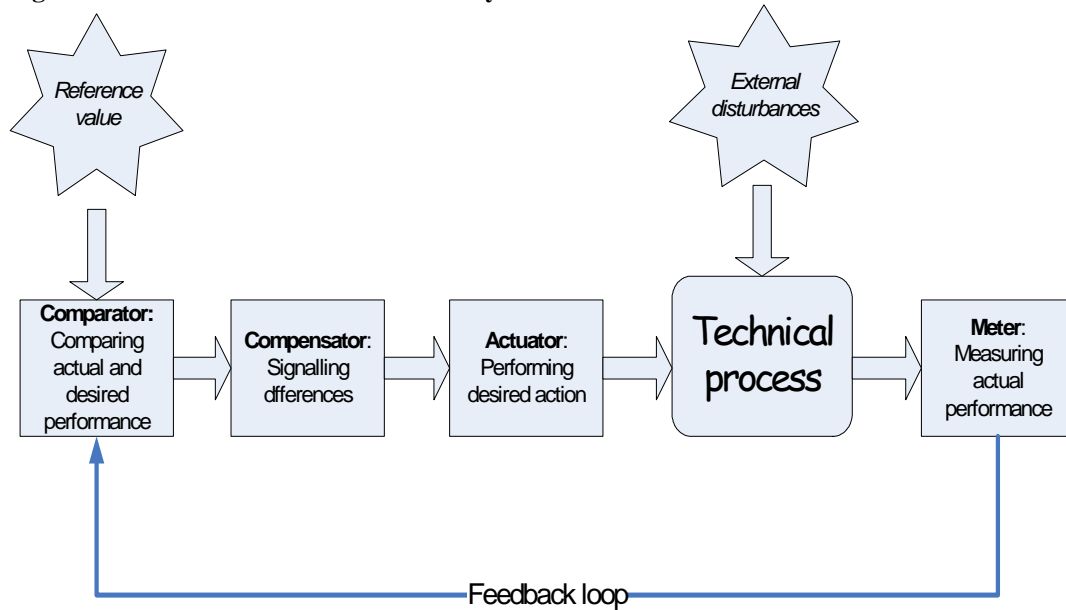 Reference
value
External
disturbances
Comparator:
Comparing
actual and
desired
performance
Compensator:
Signalling
dfferences
Actuator:
Performing
desired action
Technical
process
Meter:
Measuring
actual
performance
Feedback loop